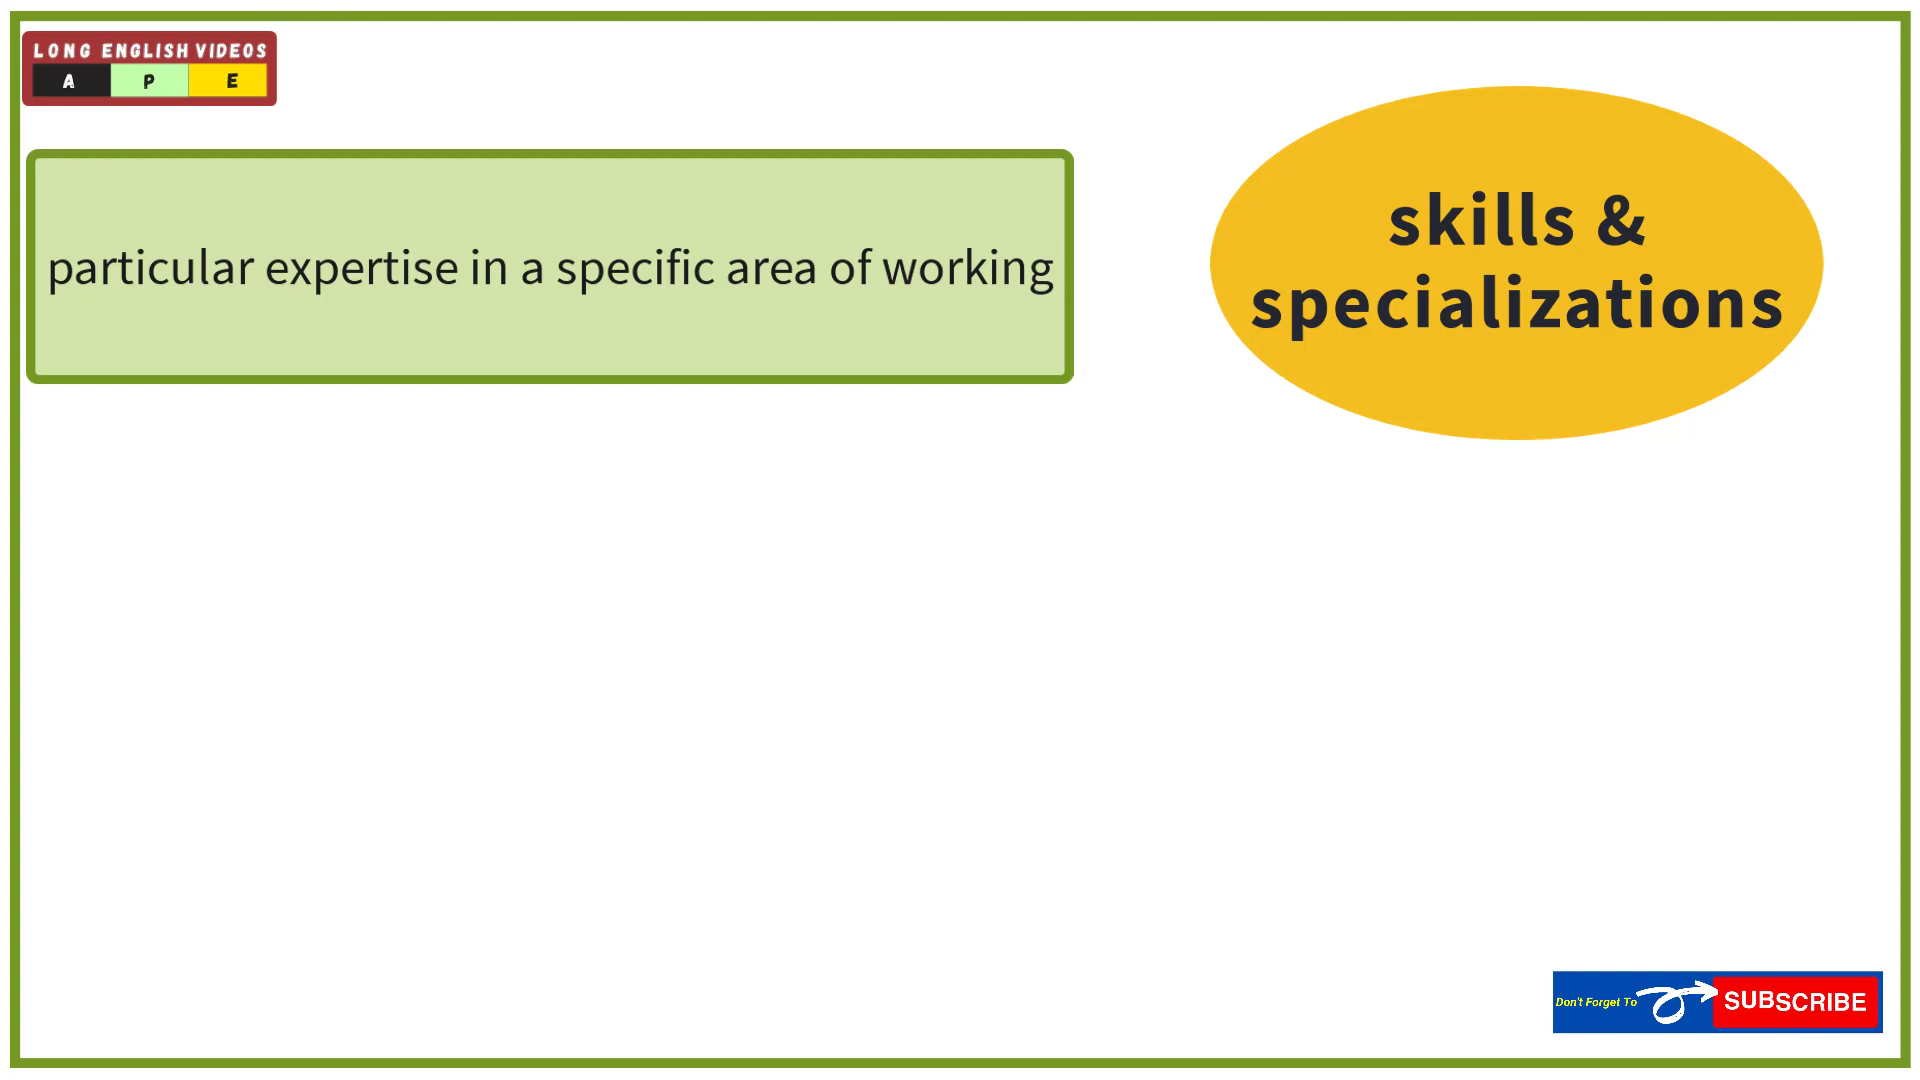 LONG ENGLISH VIDEOS
A P E
particular expertise in a specific area of working
skills &
specializations
Don't Forget To
SUBSCRIBE